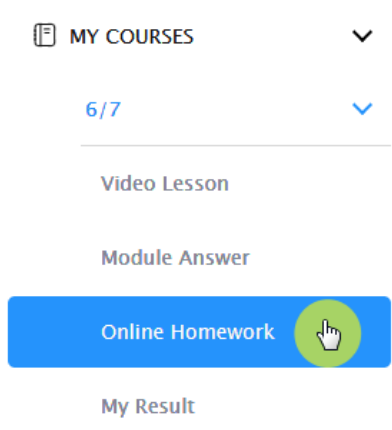 MY COURSES
6/7
Video Lesson
Module Answer
Online Homework
My Result